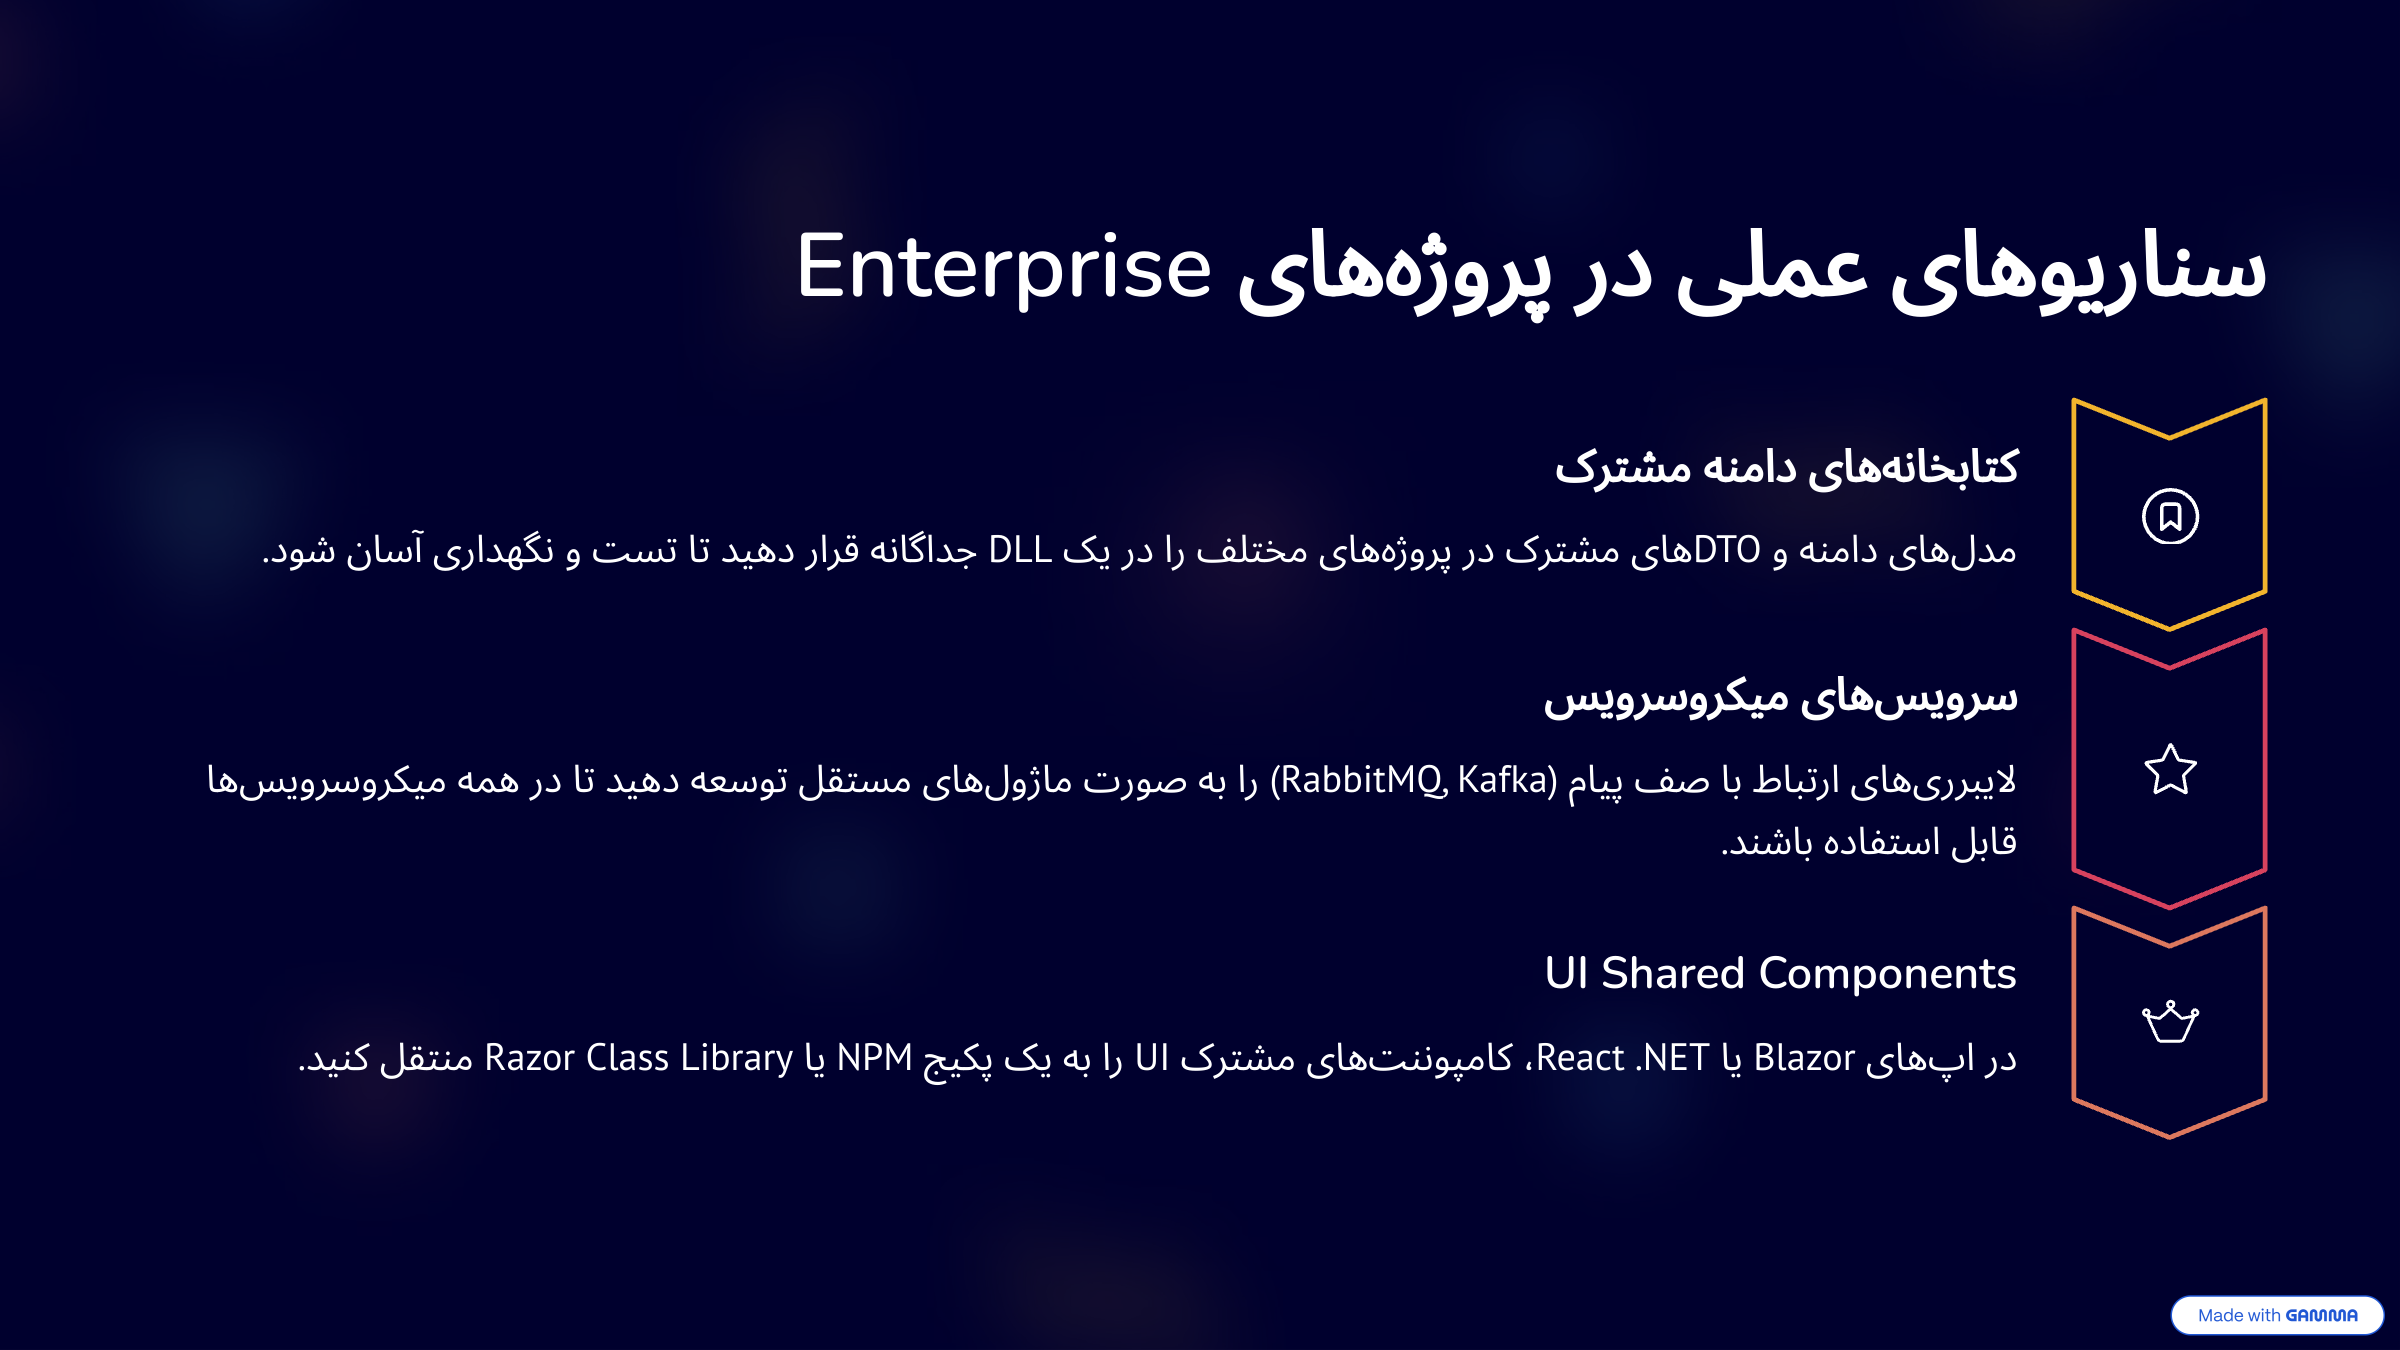 سناریوهای عملی در پروژه‌های Enterprise
کتابخانه‌های دامنه مشترک
مدل‌های دامنه و DTOهای مشترک در پروژه‌های مختلف را در یک DLL جداگانه قرار دهید تا تست و نگهداری آسان شود.
سرویس‌های میکروسرویس
لایبرری‌های ارتباط با صف پیام (RabbitMQ, Kafka) را به صورت ماژول‌های مستقل توسعه دهید تا در همه میکروسرویس‌ها
قابل استفاده باشند.
UI Shared Components
در اپ‌های Blazor یا React .NET، کامپوننت‌های مشترک UI را به یک پکیج NPM یا Razor Class Library منتقل کنید.
Made with GAMMA